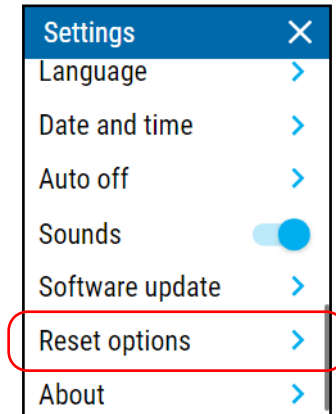 Settings
Language
Date and time
Auto off
Sounds
Software update
Reset options
About